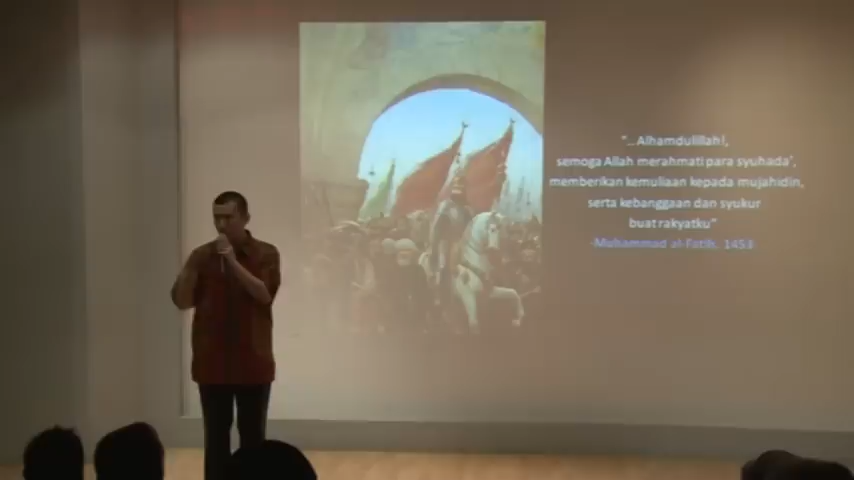 "...Alhamdulillah!,
semoga Allah merahmati para syuhada',
memberikan kemuliaan kepada mujahidin,
serta kebanggaan dan syukur
buat rakyatku"
-Muhammad al-Fatih, 1453